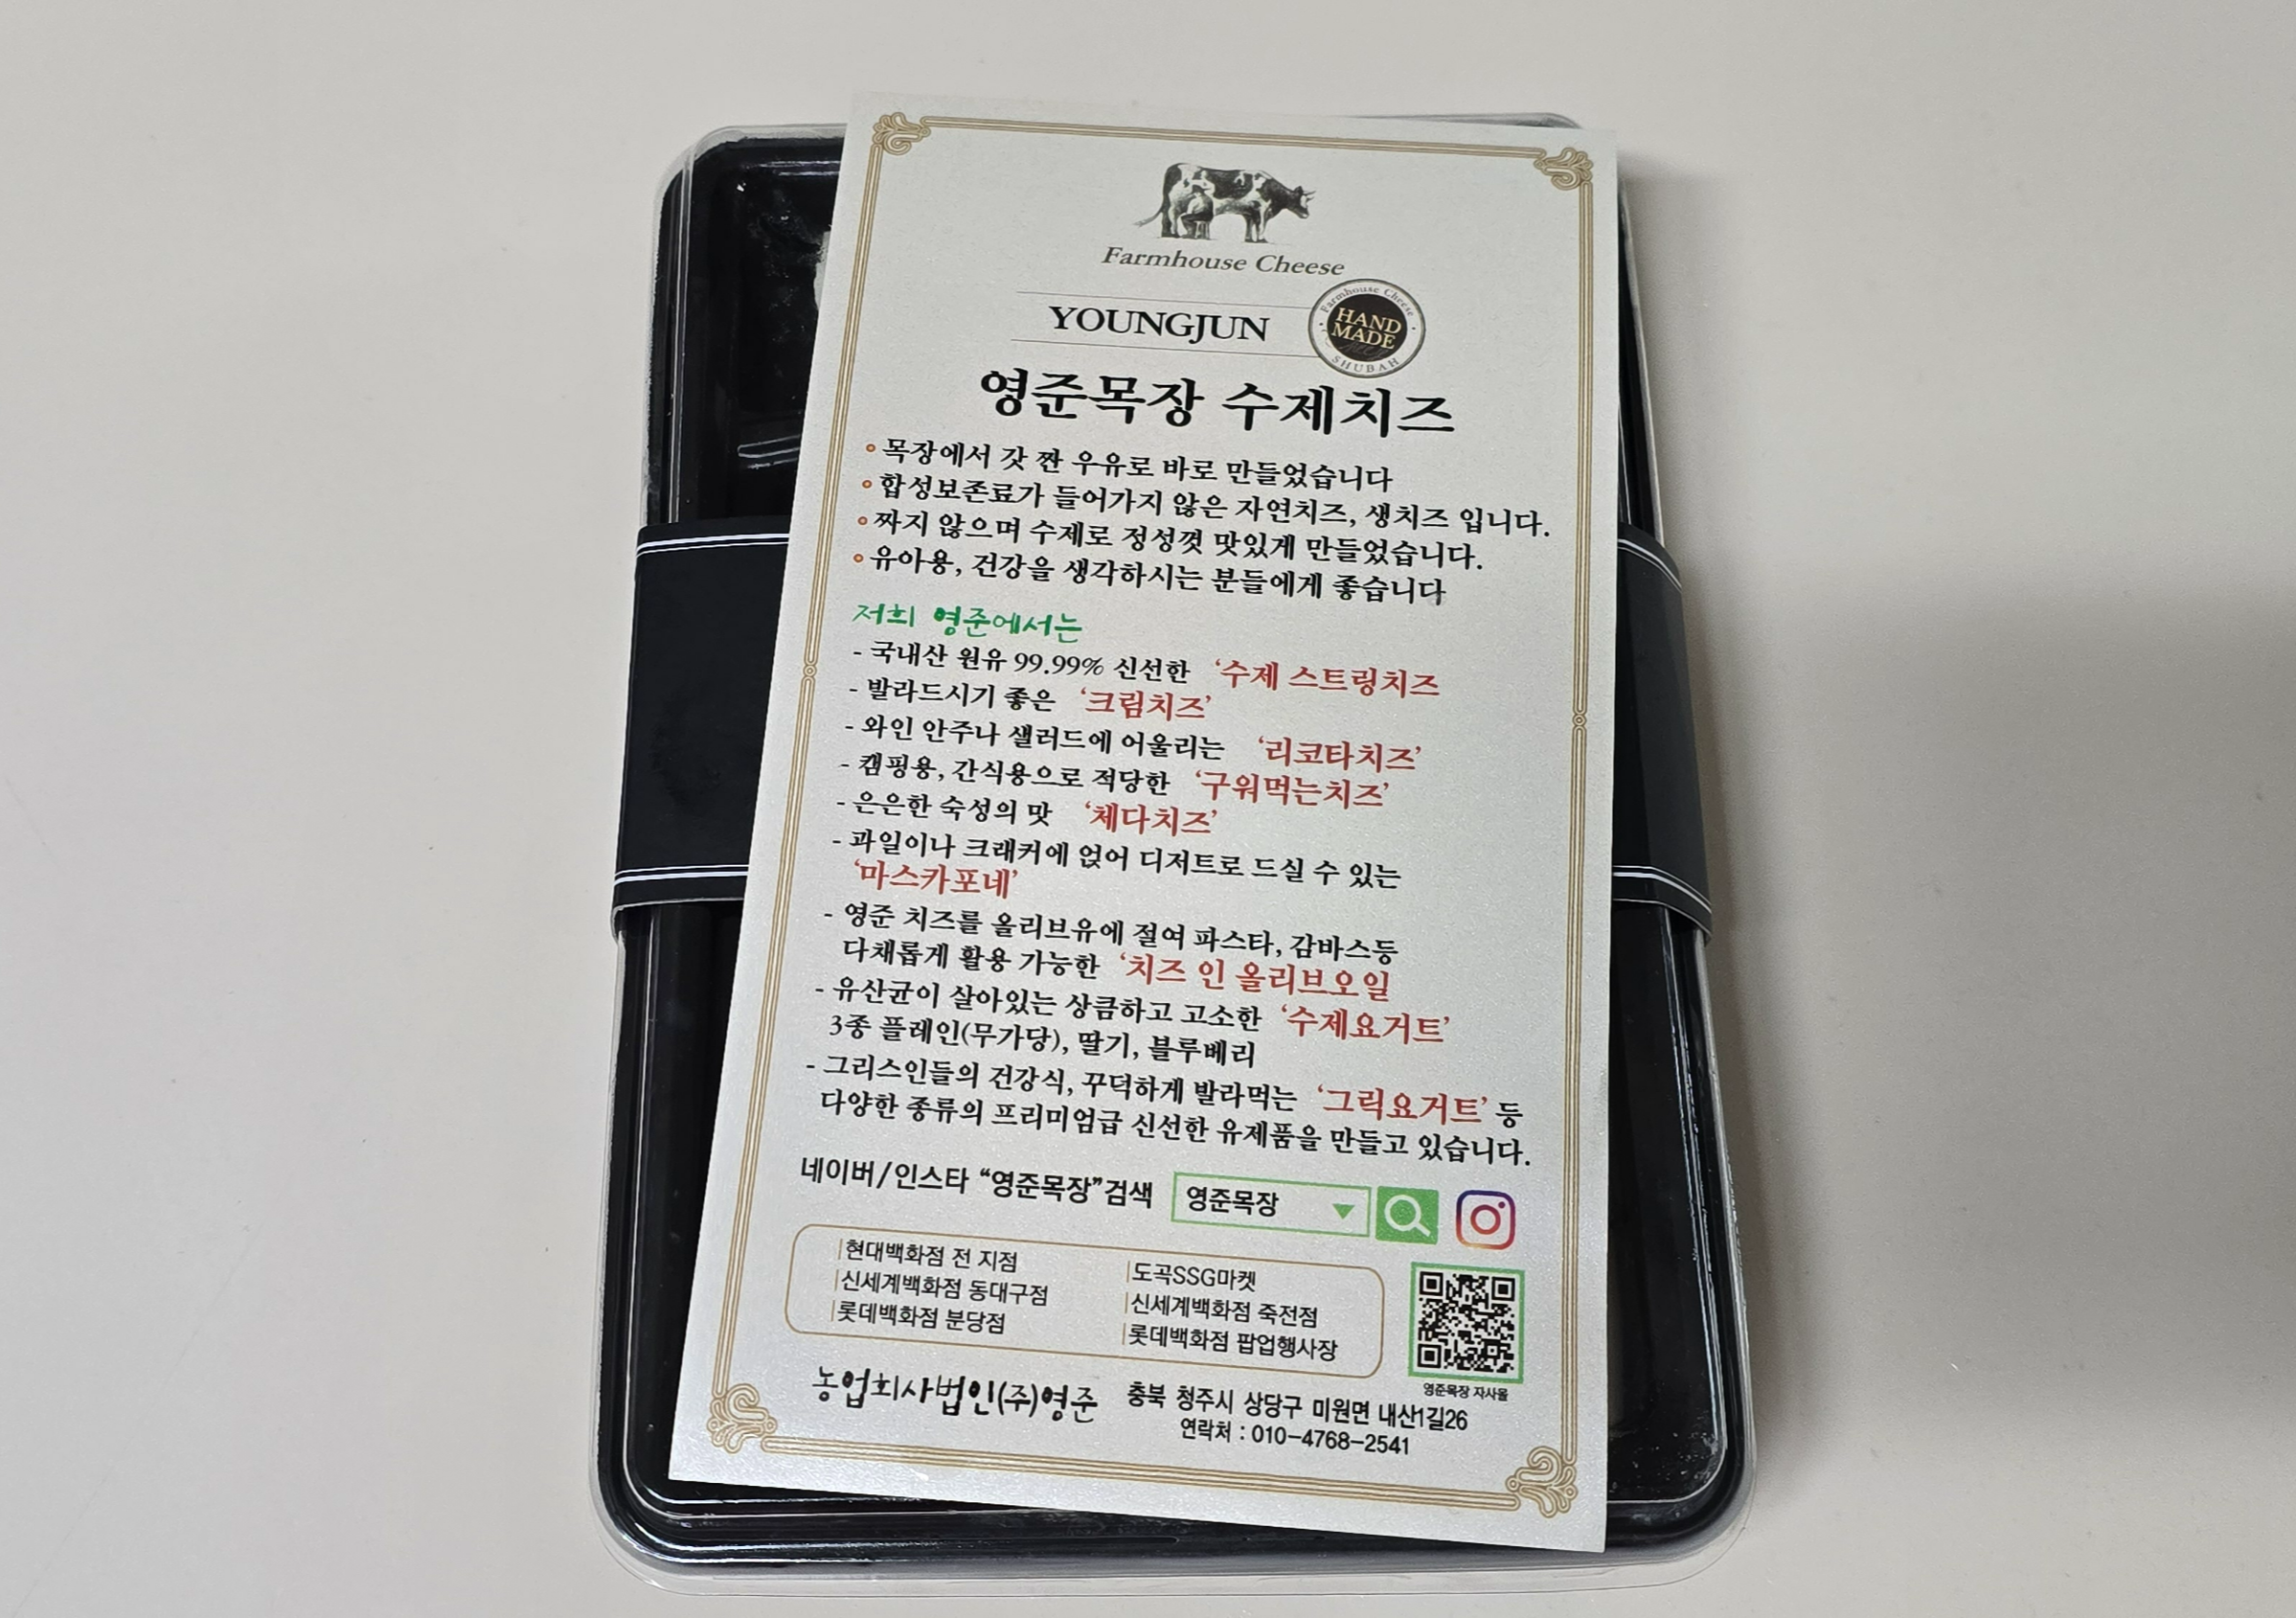 Farmhouse Cheese
YOUNGJUN
Farmhouse Cheese
HAND
MADE
SHUBAH
영준목장 수제치즈
∘목장에서 갓 짠 우유로 바로 만들었습니다
∘합성보존료가 들어가지 않은 자연치즈, 생치즈 입니다.
∘짜지 않으며 수제로 정성껏 맛있게 만들었습니다.
∘유아용, 건강을 생각하시는 분들에게 좋습니다
저희 영준에서는
- 국내산 원유 99.99% 신선한 ‘수제 스트링치즈
- 발라드시기 좋은 ‘크림치즈’
- 와인 안주나 샐러드에 어울리는 ‘리코타치즈’
- 캠핑용, 간식용으로 적당한 ‘구워먹는치즈’
- 은은한 숙성의 맛 ‘체다치즈’
- 과일이나 크래커에 얹어 디저트로 드실 수 있는
‘마스카포네’
- 영준 치즈를 올리브유에 절여 파스타, 감바스등
다채롭게 활용 가능한 ‘치즈 인 올리브오일
- 유산균이 살아있는 상큼하고 고소한 ‘수제요거트’
3종 플레인(무가당), 딸기, 블루베리
- 그리스인들의 건강식, 꾸덕하게 발라먹는 ‘그릭요거트’ 등
다양한 종류의 프리미엄급 신선한 유제품을 만들고 있습니다.
네이버/인스타 “영준목장”검색 영준목장
현대백화점 전 지점
신세계백화점 동대구점
롯데백화점 분당점
도곡SSG마켓
신세계백화점 죽전점
롯데백화점 팝업행사장
영준목장 자사몰
농업회사법인(주)영준
충북 청주시 상당구 미원면 내산1길26
연락처 : 010-4768-2541